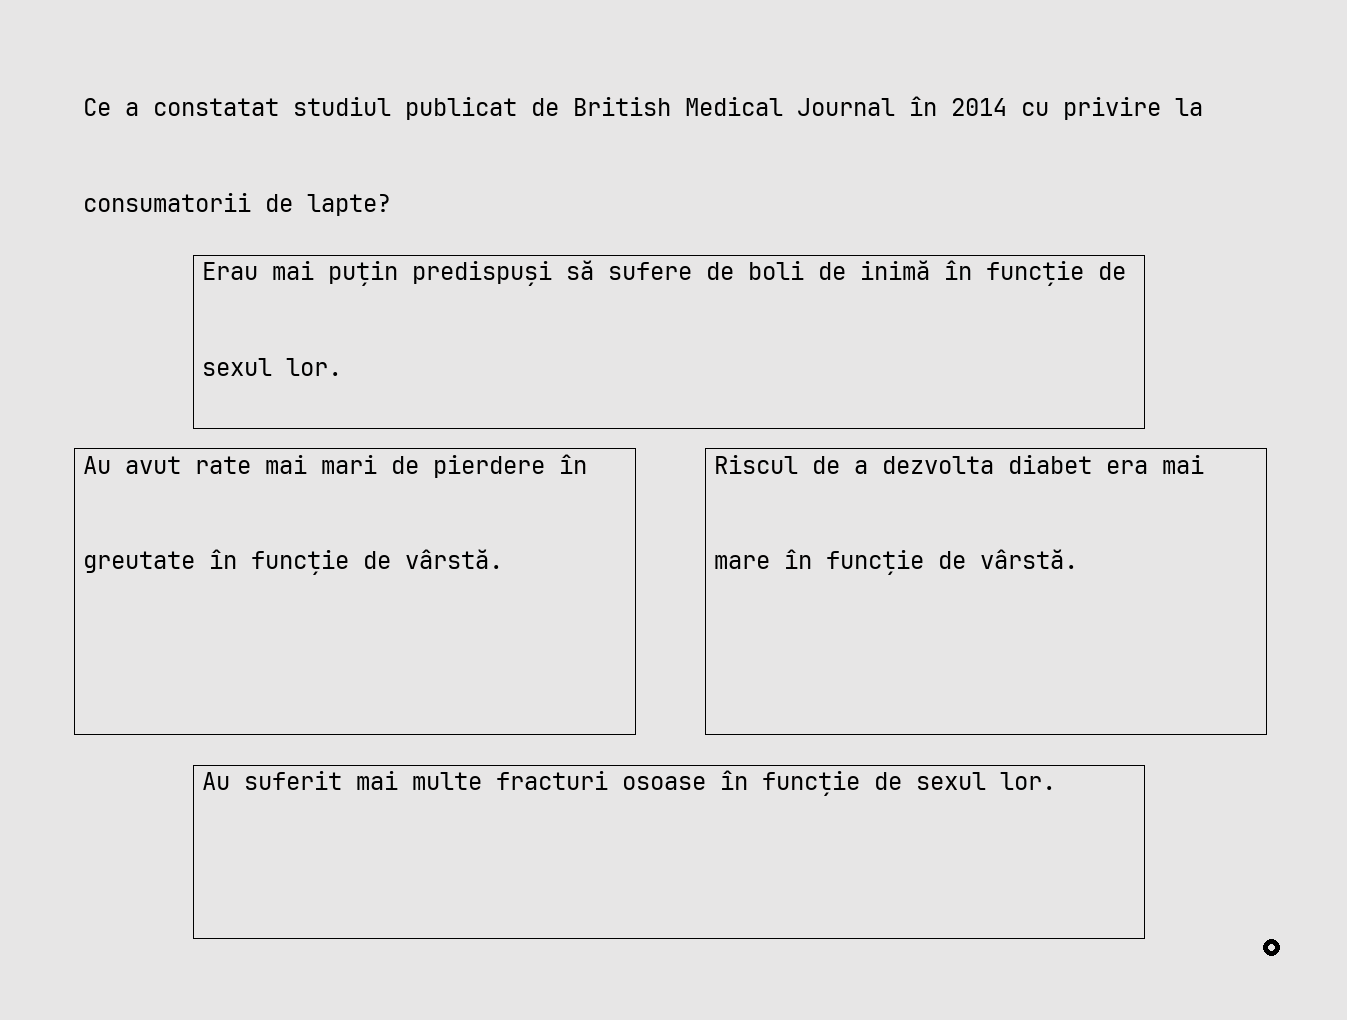 Ce a constatat studiul publicat de British Medical Journal în 2014 cu privire la
consumatorii de lapte?
Erau mai puțin predispuși să sufere de boli de inimă în funcție de
sexul lor.
Au avut rate mai mari de pierdere în
greutate în funcție de vârstă.
Riscul de a dezvolta diabet era mai
mare în funcție de vârstă.
Au suferit mai multe fracturi osoase în funcție de sexul lor.